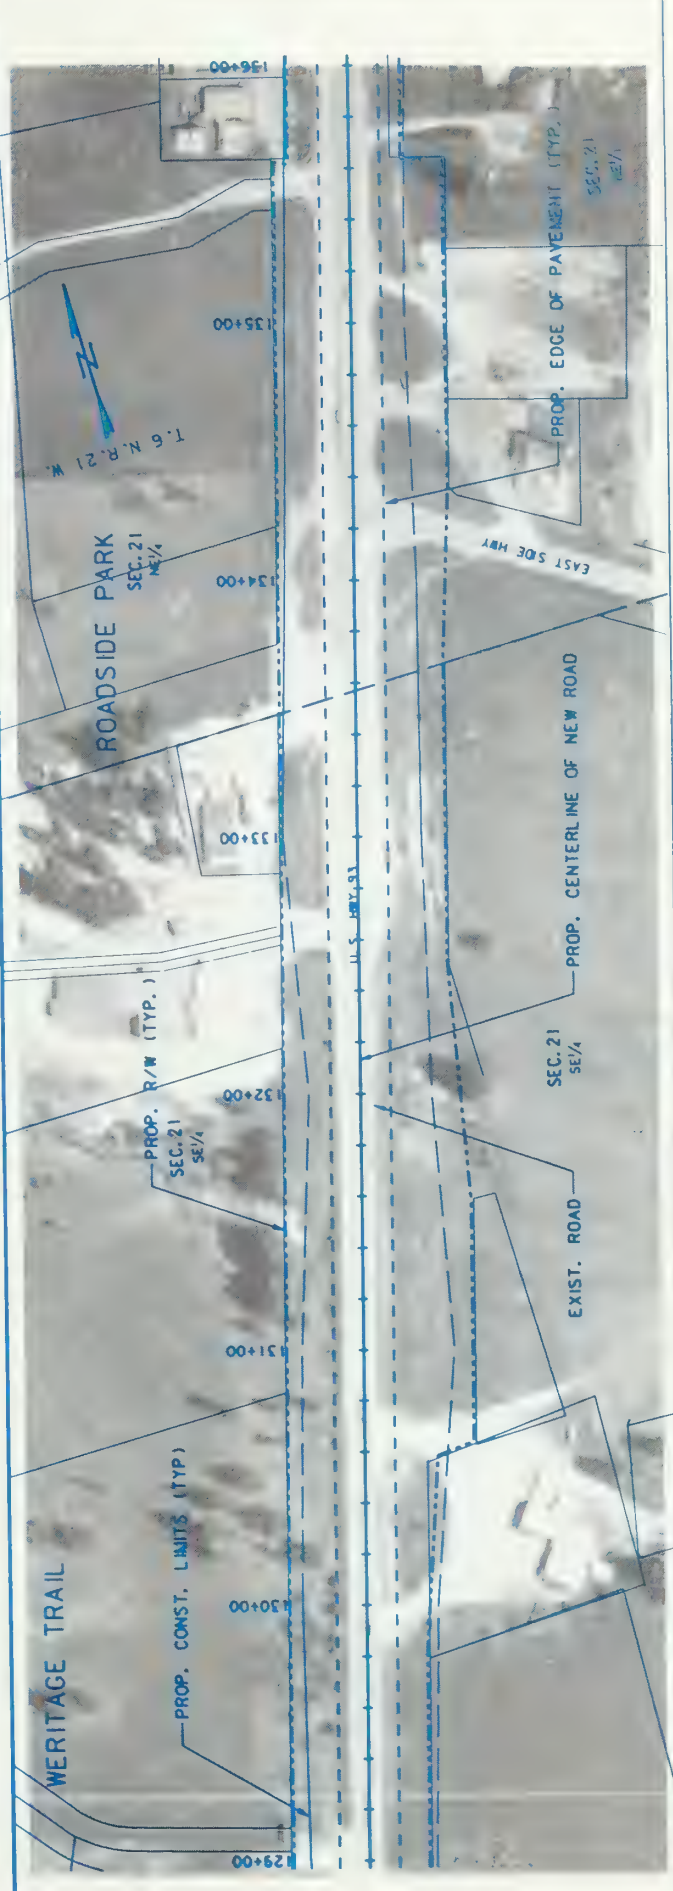 WERITAGE TRAIL
PROP. CONST. LIMITS (TYP)
PROP. R/W (TYP.)
SEC. 21
SE¼
ROADSIDE PARK
SEC. 21
NE¼
T. 6 N. R. 21 W.
N
129+00
130+00
131+00
132+00
133+00
134+00
135+00
136+00
U.S. HWY. 93
EXIST. ROAD
SEC. 21
SE¼
PROP. CENTERLINE OF NEW ROAD
EAST SIDE HWY
PROP. EDGE OF PAVEMENT (TYP.)
SEC. 21
NE¼